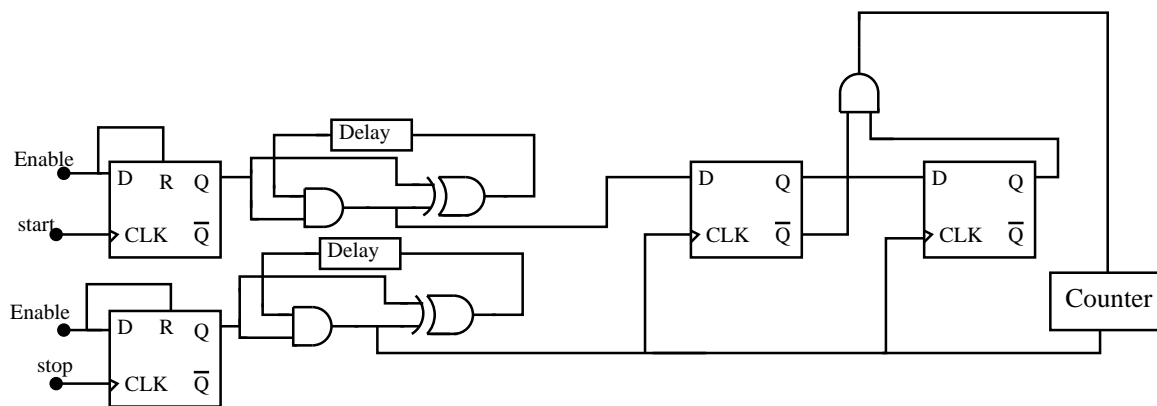 Delay
Enable
D
R
Q
start
CLK
Q
Delay
Enable
D
R
Q
stop
CLK
Q
D
Q
CLK
Q
D
Q
CLK
Q
Counter